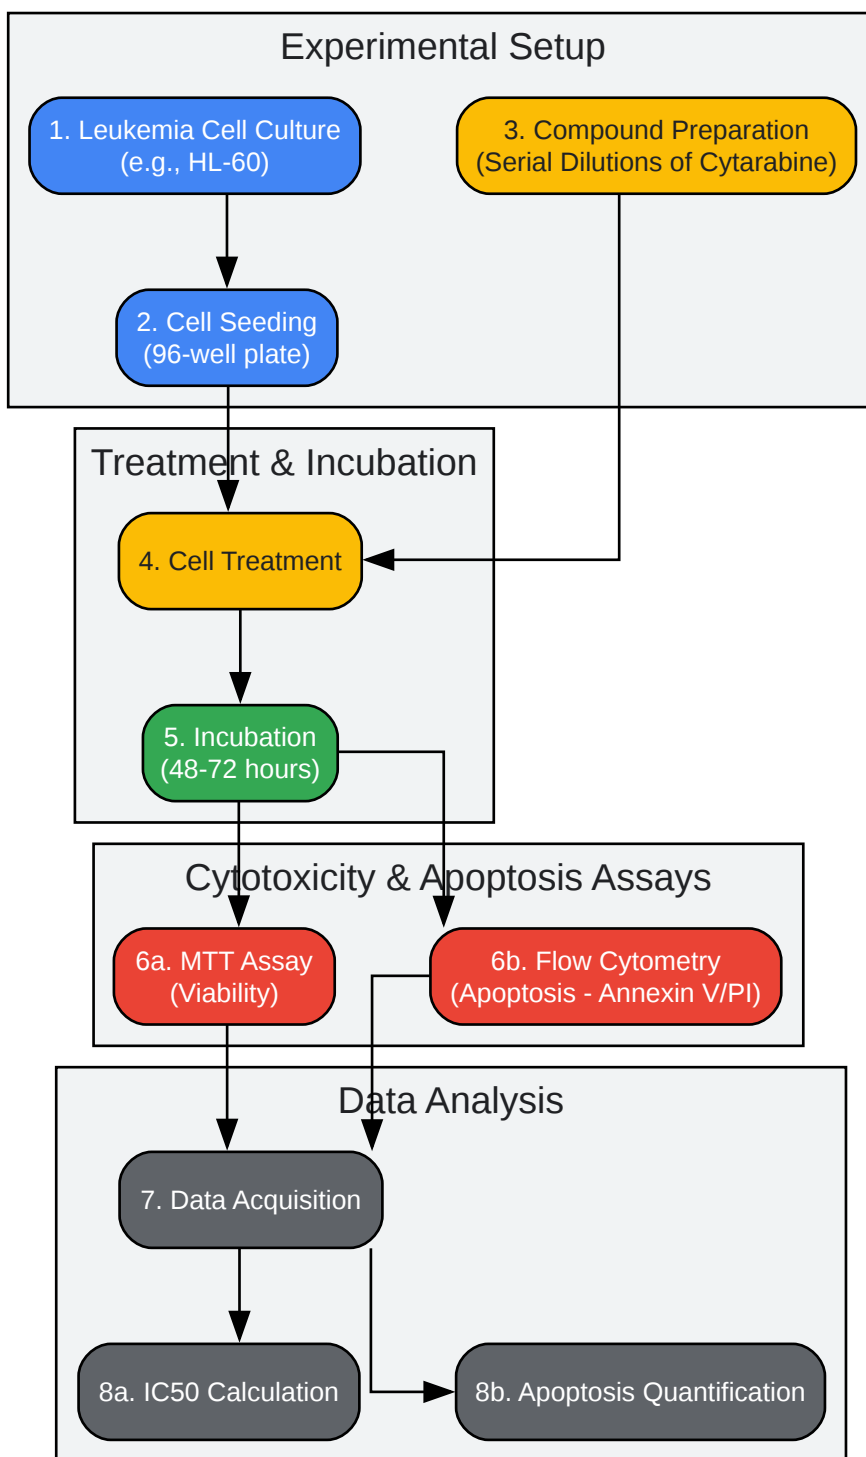 Experimental Setup
1. Leukemia Cell Culture
(e.g., HL-60)
3. Compound Preparation
(Serial Dilutions of Cytarabine)
2. Cell Seeding
(96-well plate)
Treatment & Incubation
4. Cell Treatment
5. Incubation
(48-72 hours)
Cytotoxicity & Apoptosis Assays
6a. MTT Assay
(Viability)
6b. Flow Cytometry
(Apoptosis - Annexin V/PI)
Data Analysis
7. Data Acquisition
8a. IC50 Calculation
8b. Apoptosis Quantification